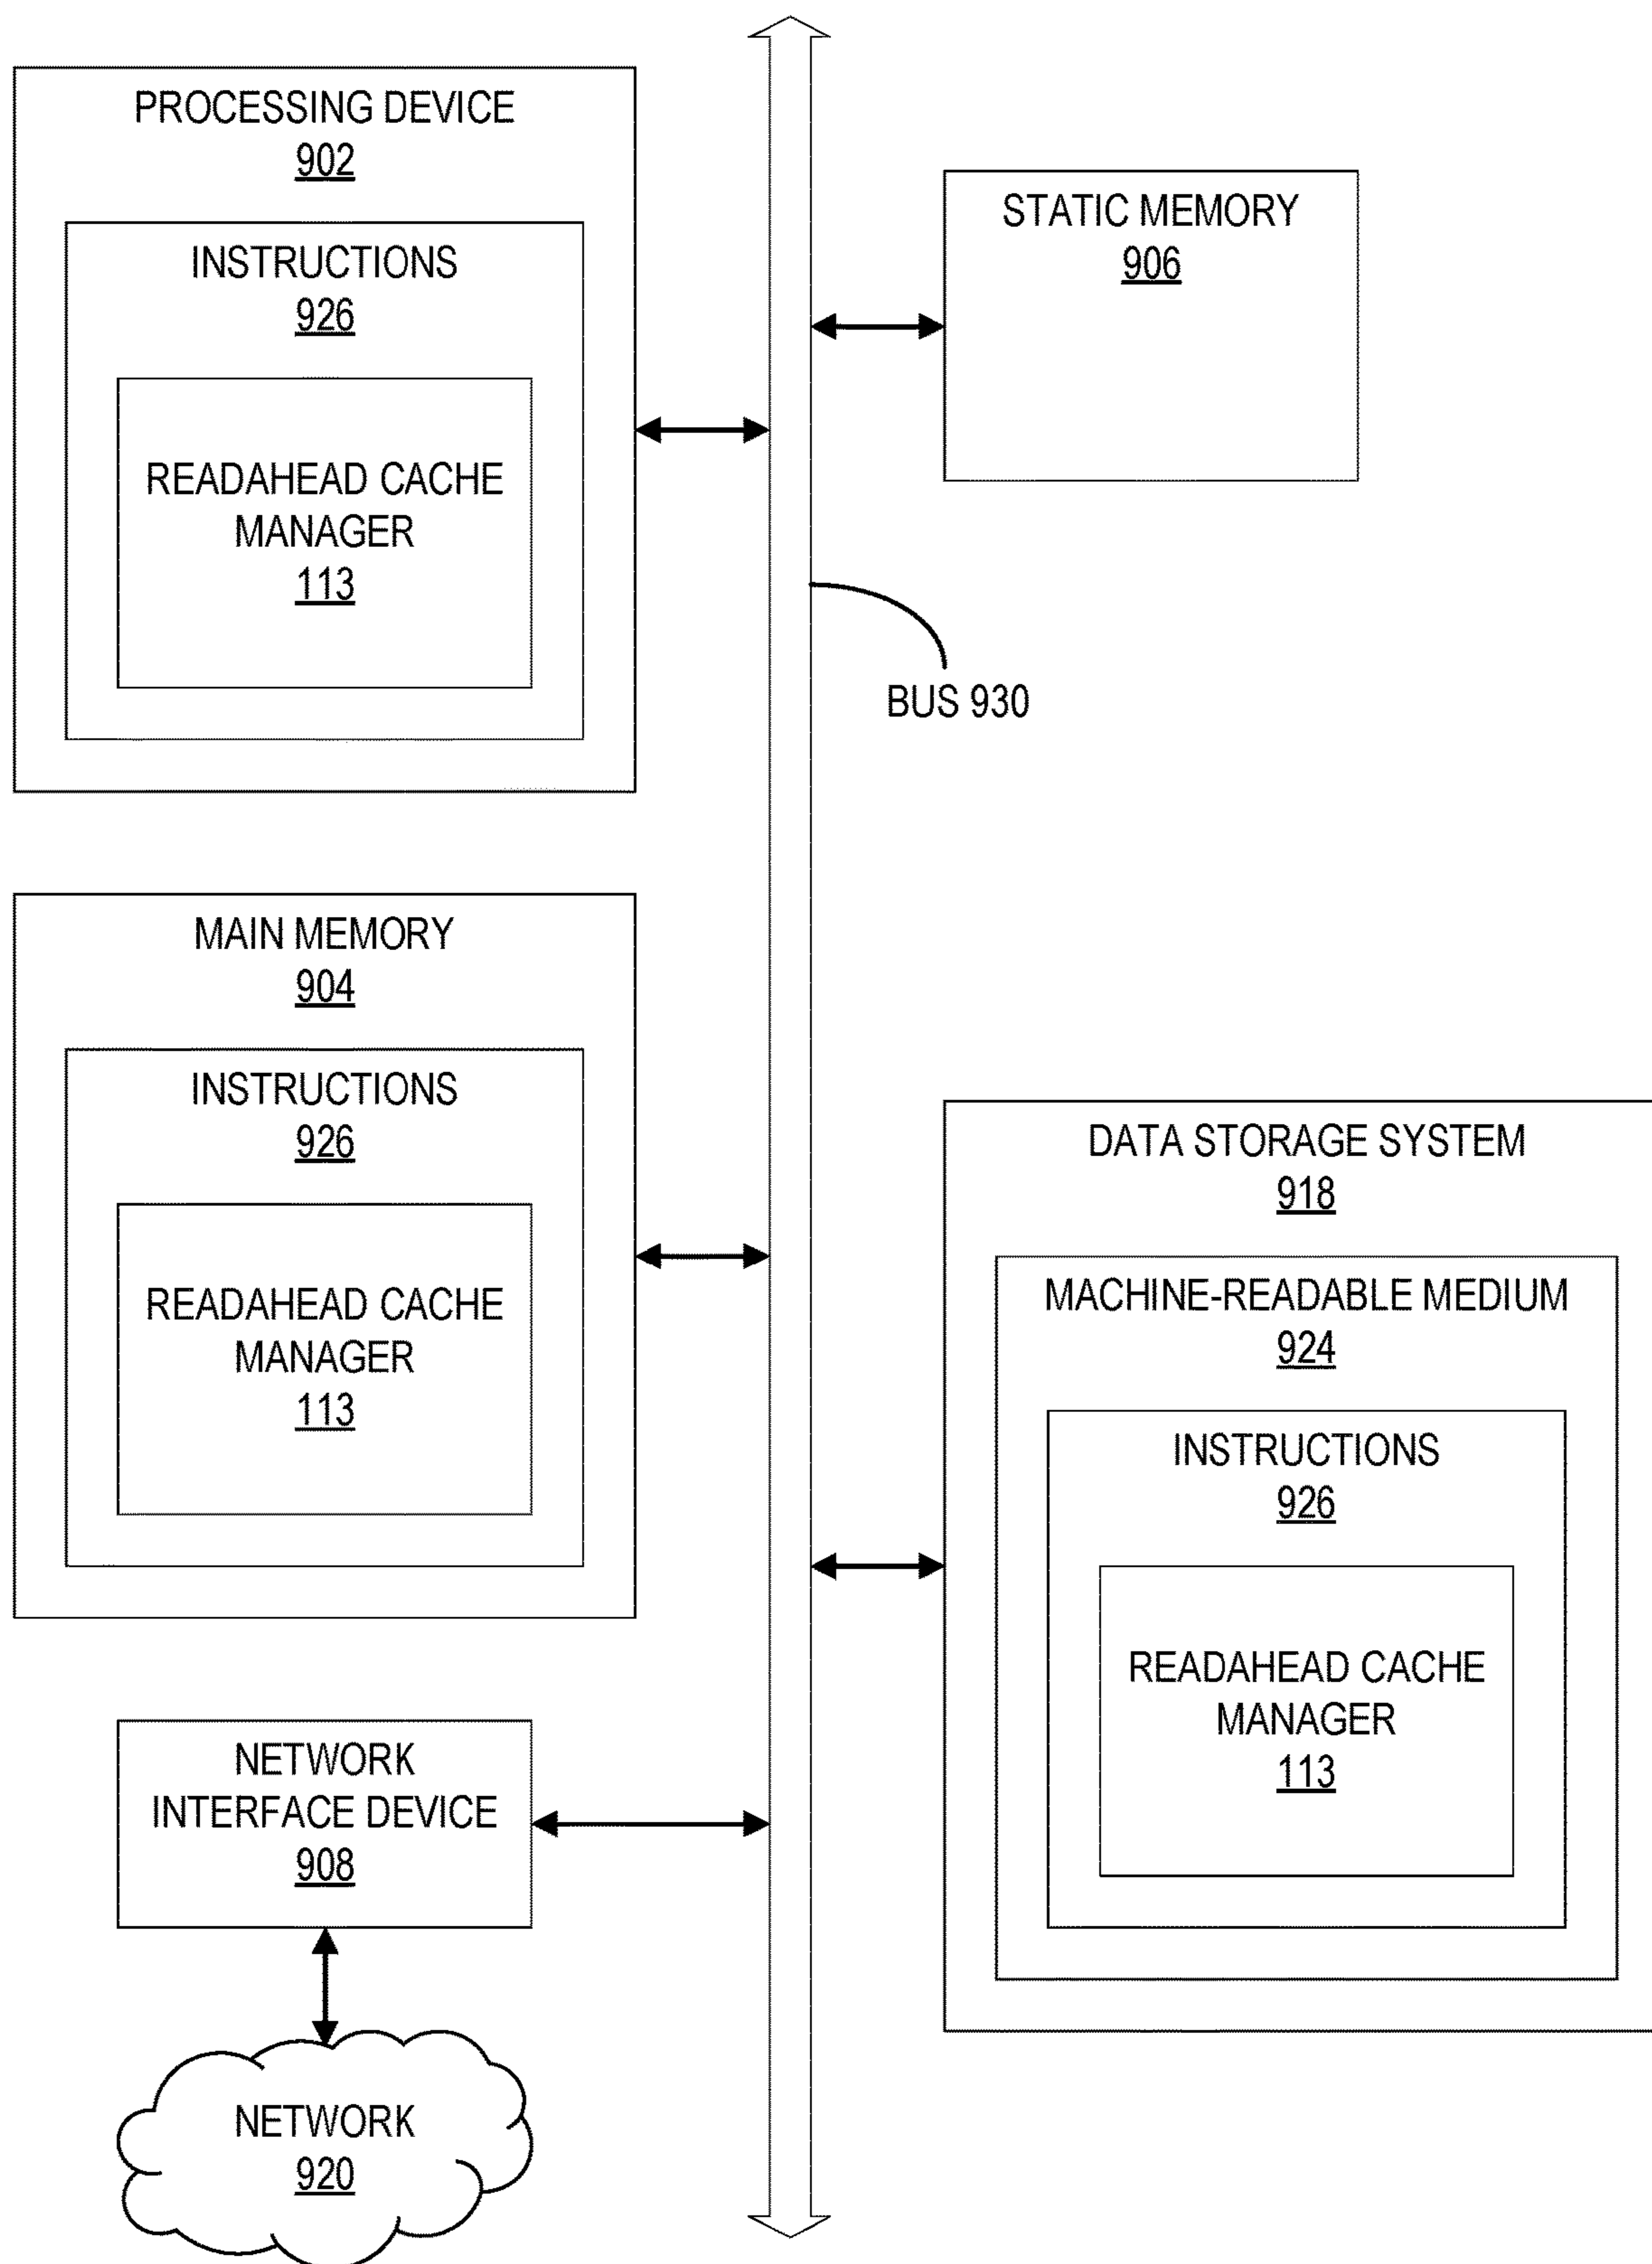 PROCESSING DEVICE
902
INSTRUCTIONS
926
READAHEAD CACHE
MANAGER
113
STATIC MEMORY
906
BUS 930
MAIN MEMORY
904
INSTRUCTIONS
926
READAHEAD CACHE
MANAGER
113
DATA STORAGE SYSTEM
918
MACHINE-READABLE MEDIUM
924
INSTRUCTIONS
926
READAHEAD CACHE
MANAGER
113
NETWORK
INTERFACE DEVICE
908
NETWORK
920